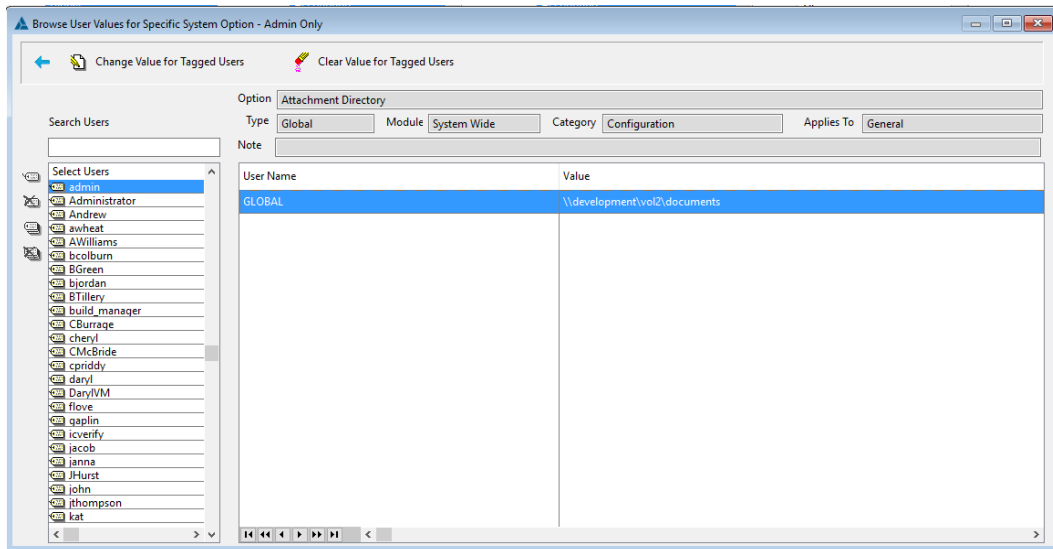 Browse User Values for Specific System Option - Admin Only
Change Value for Tagged Users
Clear Value for Tagged Users
Option Attachment Directory
Search Users
Type Global Module System Wide Category Configuration Applies To General
Note
Select Users
admin
Administrator
Andrew
awheat
AWilliams
bcolburn
BGreen
bjordan
BTillery
build_manager
CBurrage
cheryl
CMcBride
cpriddy
daryl
DarylVM
flove
gaplin
icverify
jacob
janna
JHurst
john
jthompson
kat
User Name Value
GLOBAL \\development\vol2\documents